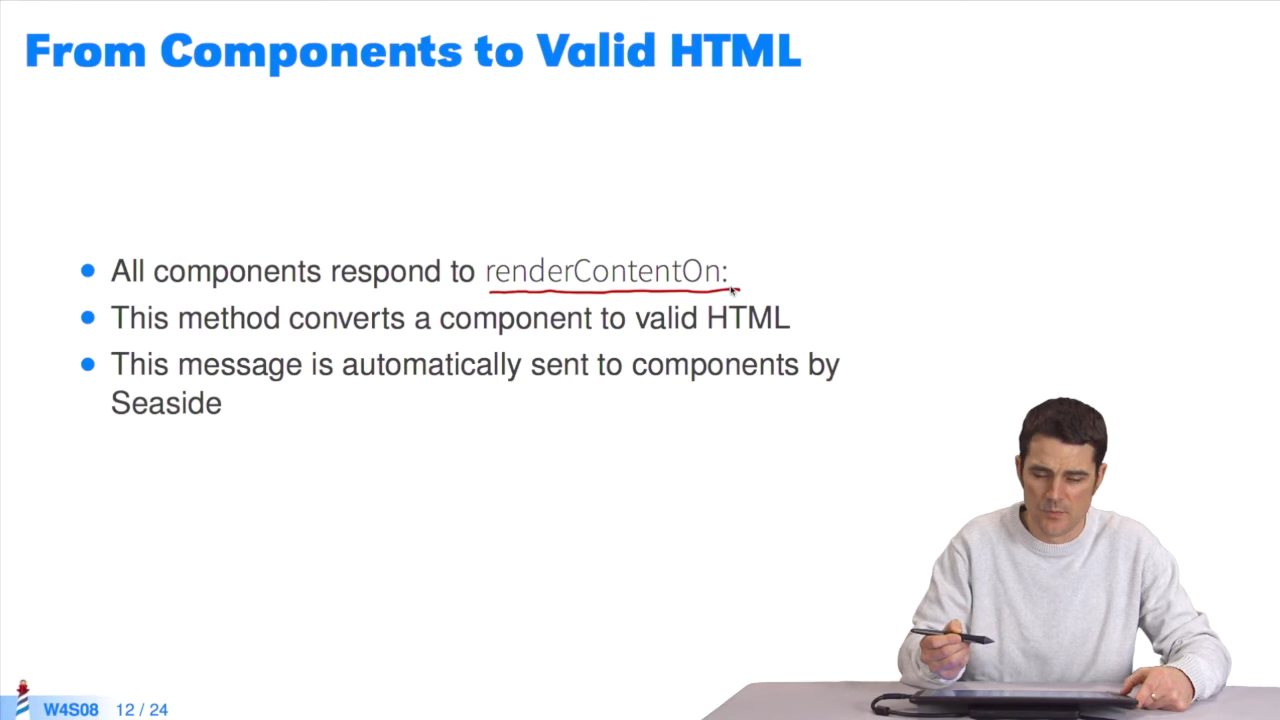 From Components to Valid HTML
All components respond to renderContentOn:
This method converts a component to valid HTML
This message is automatically sent to components by
Seaside
W4S08 12 / 24